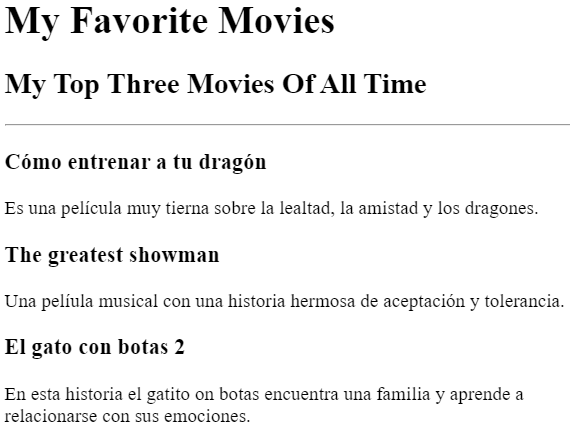 My Favorite Movies
My Top Three Movies Of All Time
Cómo entrenar a tu dragón
Es una película muy tierna sobre la lealtad, la amistad y los dragones.
The greatest showman
Una pelíula musical con una historia hermosa de aceptación y tolerancia.
El gato con botas 2
En esta historia el gatito on botas encuentra una familia y aprende a
relacionarse con sus emociones.